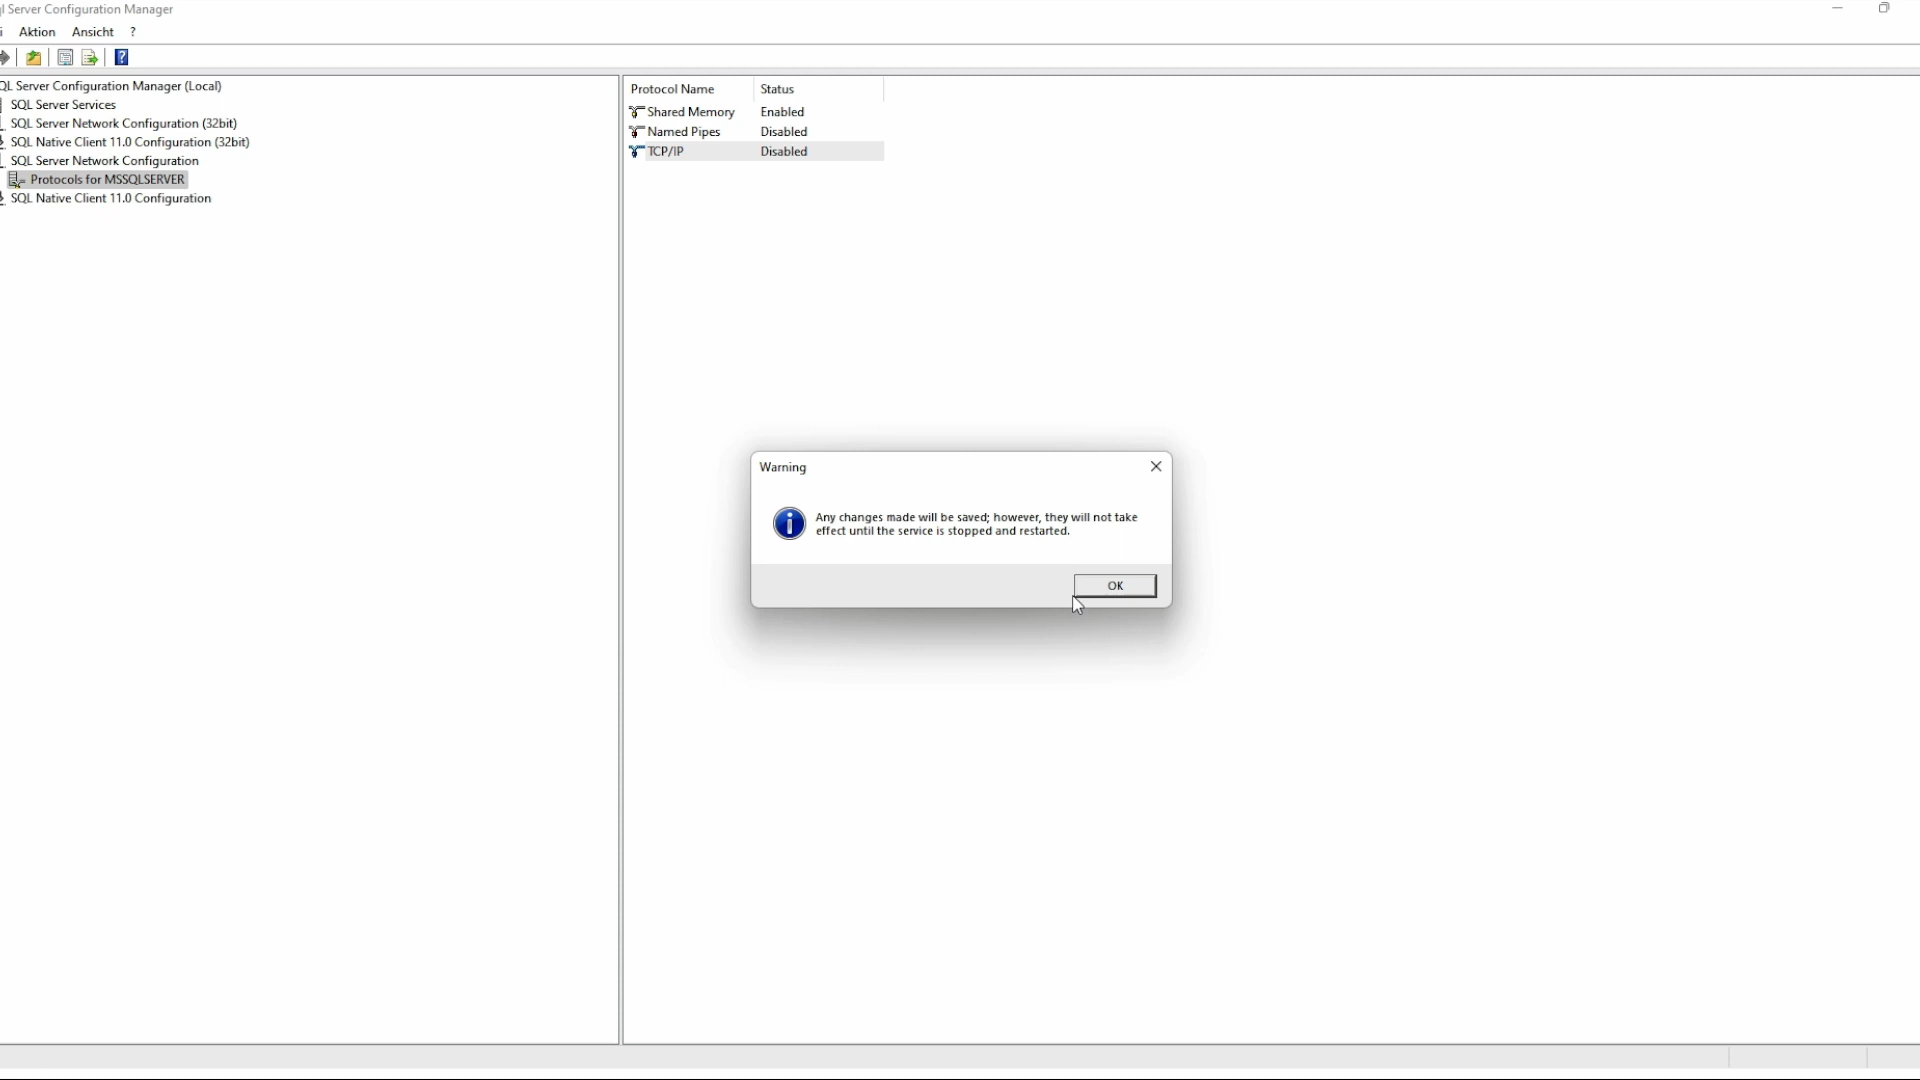 l Server Configuration Manager
i Aktion Ansicht ?
QL Server Configuration Manager (Local)
SQL Server Services
SQL Server Network Configuration (32bit)
SQL Native Client 11.0 Configuration (32bit)
SQL Server Network Configuration
Protocols for MSSQLSERVER
SQL Native Client 11.0 Configuration
Protocol Name Status
Shared Memory Enabled
Named Pipes Disabled
TCP/IP Disabled
Warning
Any changes made will be saved; however, they will not take
effect until the service is stopped and restarted.
OK